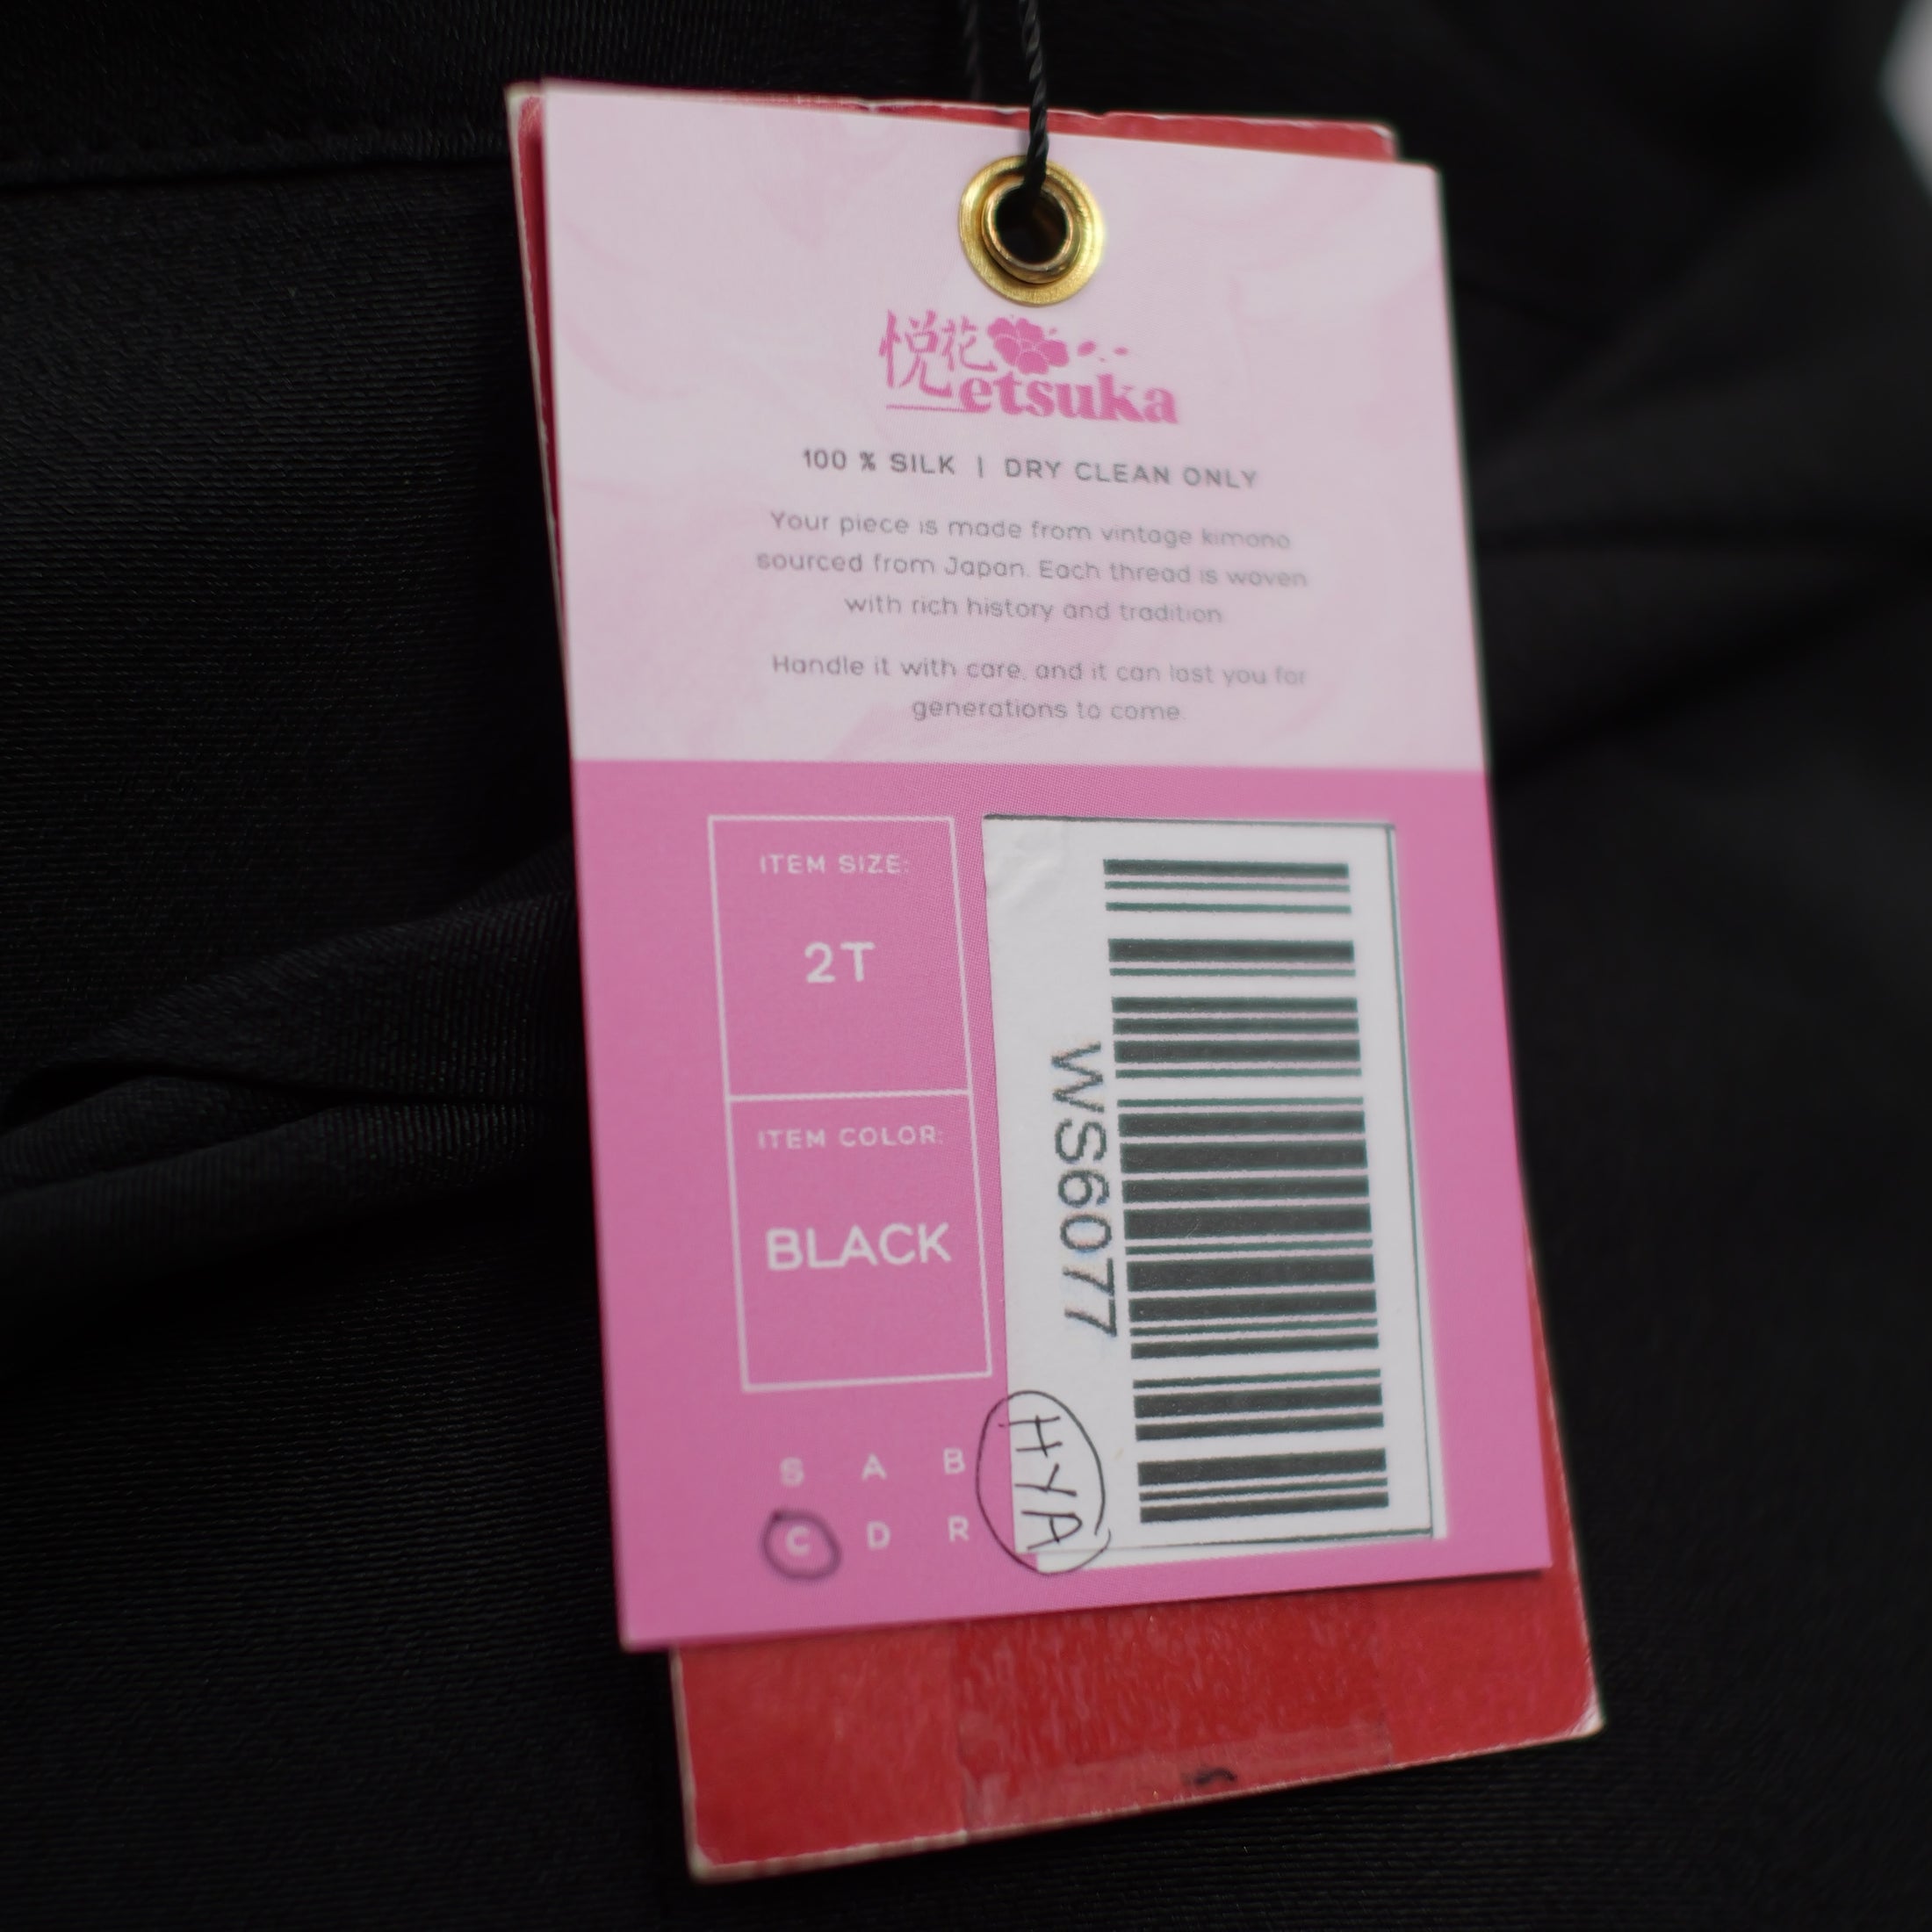 悦花
etsuka
100 % SILK | DRY CLEAN ONLY
Your piece is made from vintage kimono
sourced from Japan. Each thread is woven
with rich history and tradition.
Handle it with care, and it can last you for
generations to come.
ITEM SIZE:
2T
ITEM COLOR:
BLACK
S A B
C D R
WS6077
HYA